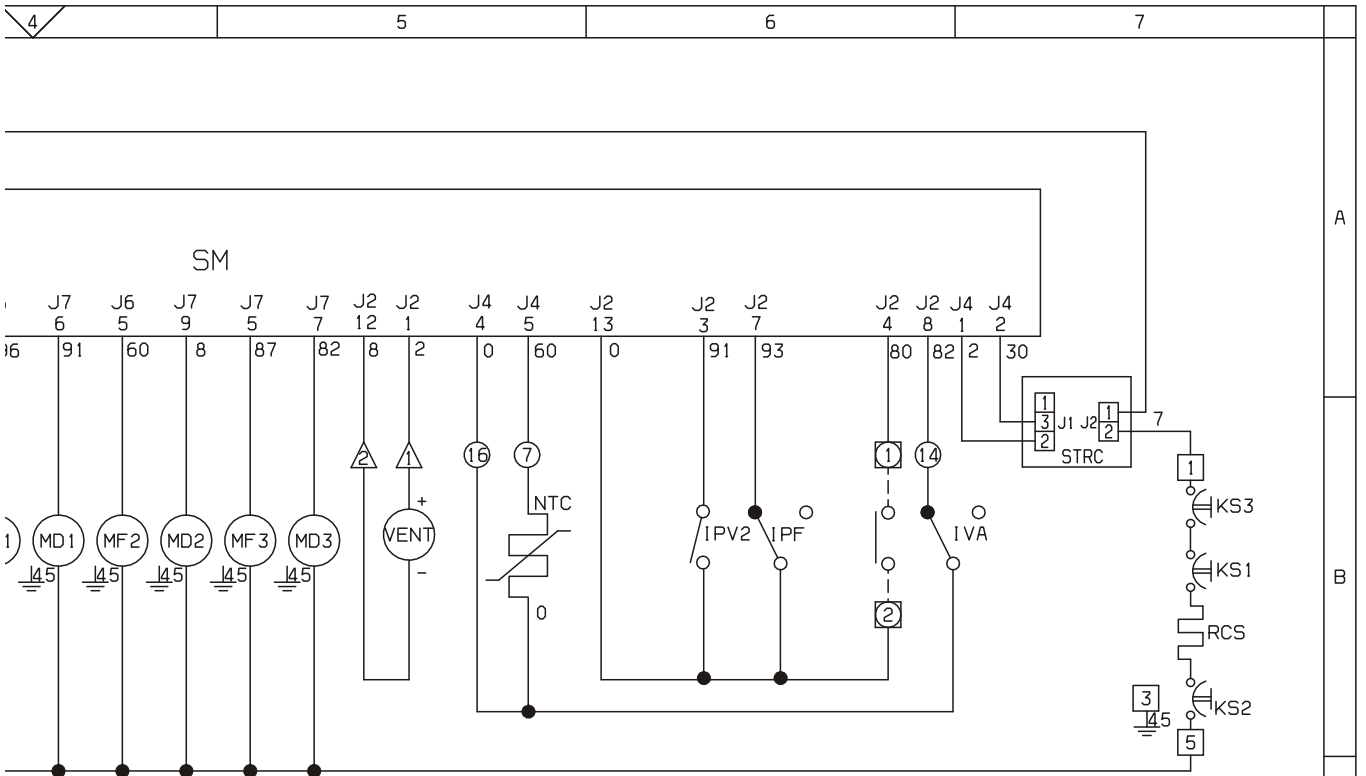 4 5 6 7
A
SM
J7 J6 J7 J7 J7 J2 J2 J4 J4 J2 J2 J2 J2 J2 J4 J4
6 5 9 5 7 12 1 4 5 13 3 7 4 8 1 2
96 91 60 8 87 82 8 2 0 60 0 91 93 80 82 2 30
1 1 7
3 J1 J2
2 2
STRC
2 1 16 7 1 14 1
NTC
+
KS3
1 MD1 MF2 MD2 MF3 MD3 VENT IPV2 IPF IVA
-
45 45 45 45 45 KS1
B
0 2
RCS
3
45 KS2
5